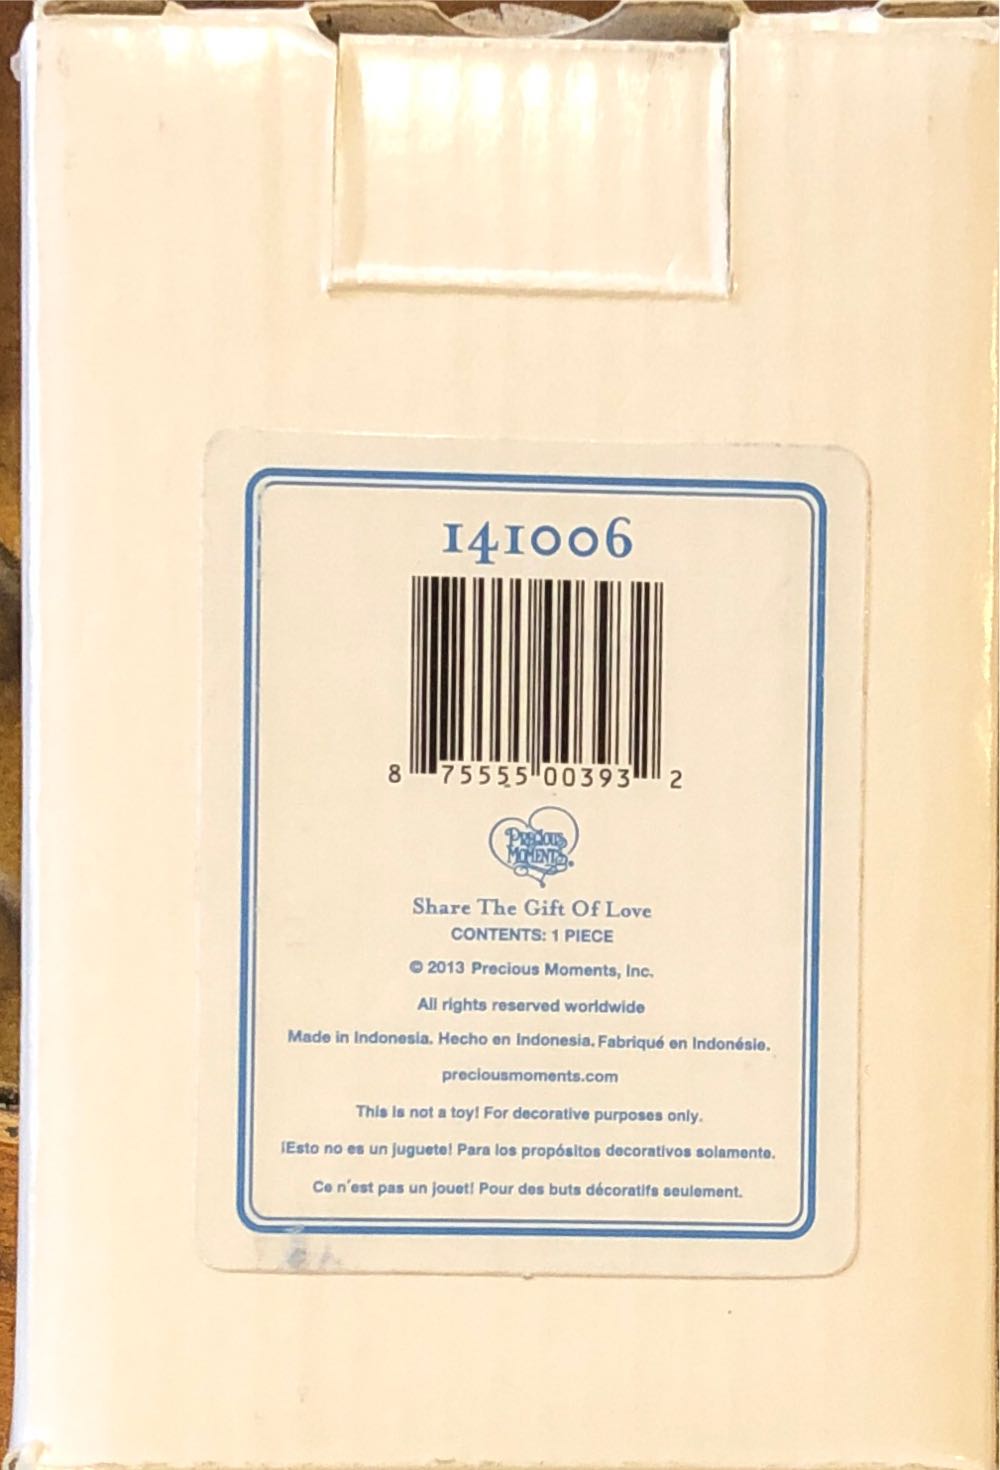 141006
8 75555 00393 2
PRECIOUS
MOMENTS®
Share The Gift Of Love
CONTENTS: 1 PIECE
© 2013 Precious Moments, Inc.
All rights reserved worldwide
Made in Indonesia. Hecho en Indonesia. Fabriqué en Indonésie.
preciousmoments.com
This is not a toy! For decorative purposes only.
¡Esto no es un juguete! Para los propósitos decorativos solamente.
Ce n'est pas un jouet! Pour des buts décoratifs seulement.